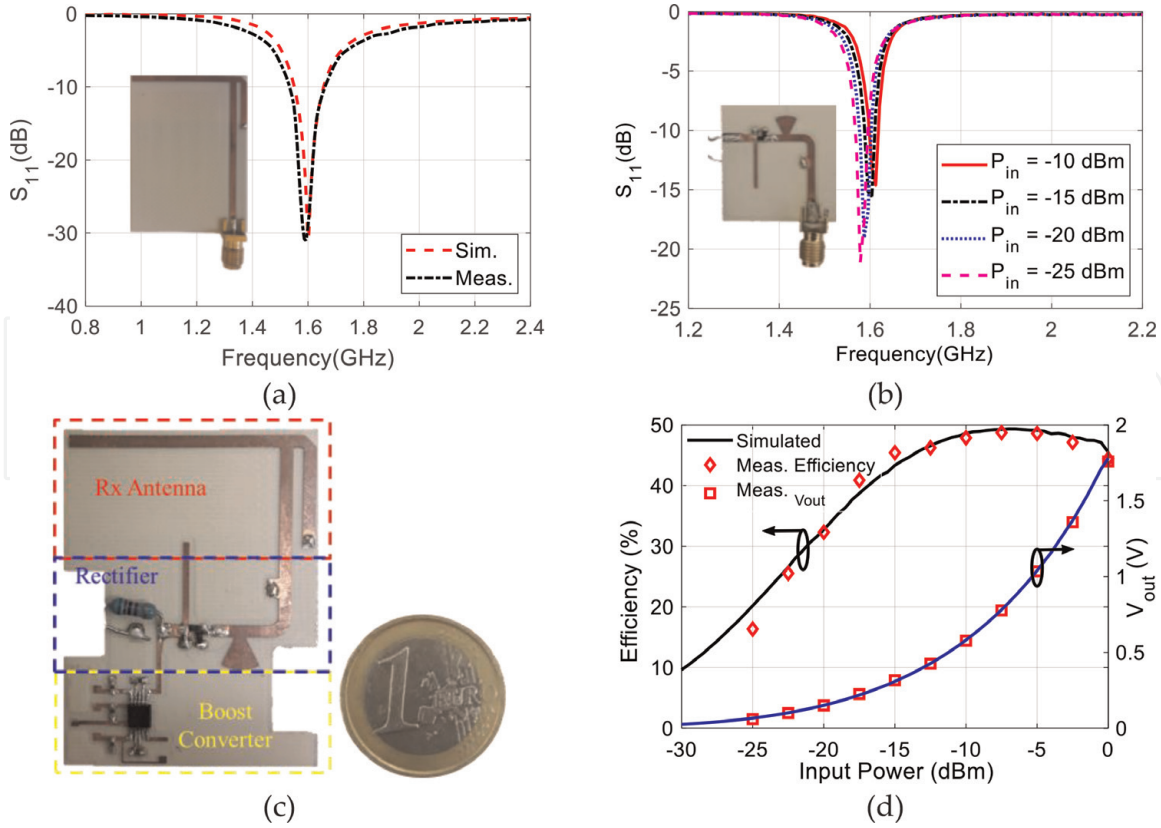 (a)
0
-10
-20
-30
-40
S11(dB)
0.8 1 1.2 1.4 1.6 1.8 2 2.2 2.4
Frequency(GHz)
Sim.
Meas.
(a)
(b)
0
-5
-10
-15
-20
-25
S11(dB)
1.2 1.4 1.6 1.8 2 2.2
Frequency(GHz)
Pin = -10 dBm
Pin = -15 dBm
Pin = -20 dBm
Pin = -25 dBm
(b)
Rx Antenna
Rectifier
Boost
Converter
1
EUR
(c)
(d)
50
40
30
20
10
0
Efficiency (%)
Simulated
Meas. Efficiency
Meas. Vout
2
1.5
1
0.5
0
Vout (V)
-30 -25 -20 -15 -10 -5 0
Input Power (dBm)
(d)